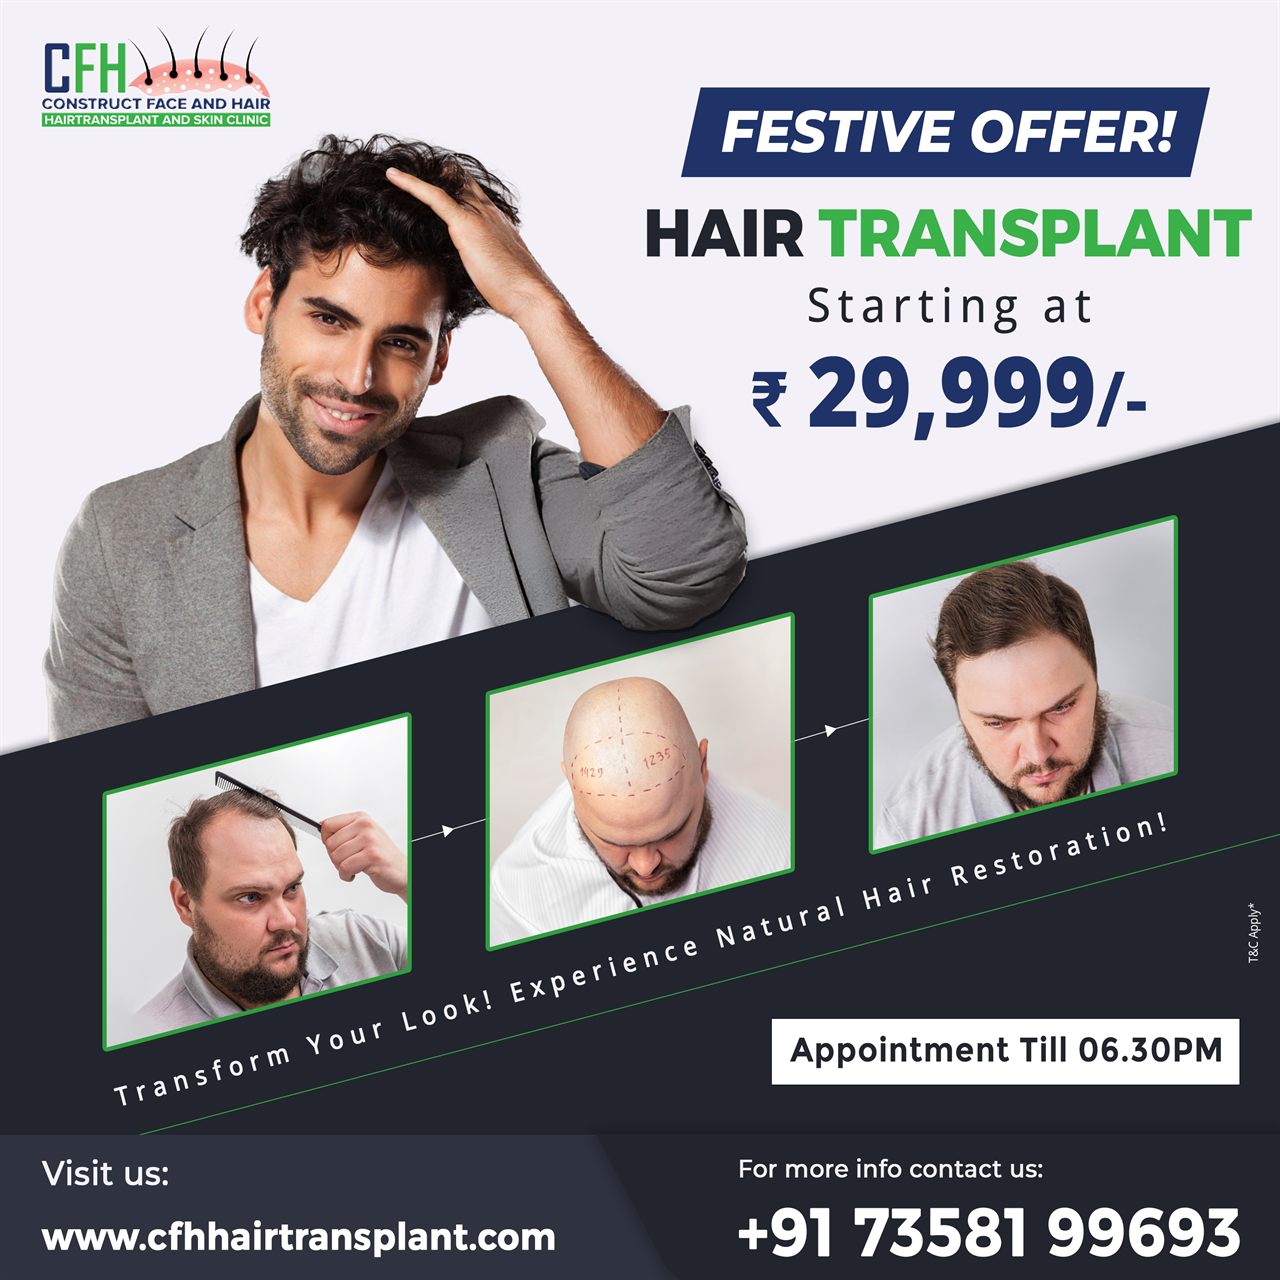 CFH
CONSTRUCT FACE AND HAIR
HAIRTRANSPLANT AND SKIN CLINIC
FESTIVE OFFER!
HAIR TRANSPLANT
Starting at
₹ 29,999/-
1429 1235
Transform Your Look! Experience Natural Hair Restoration!
T&C Apply*
Appointment Till 06.30PM
Visit us:
www.cfhhairtransplant.com
For more info contact us:
+91 73581 99693